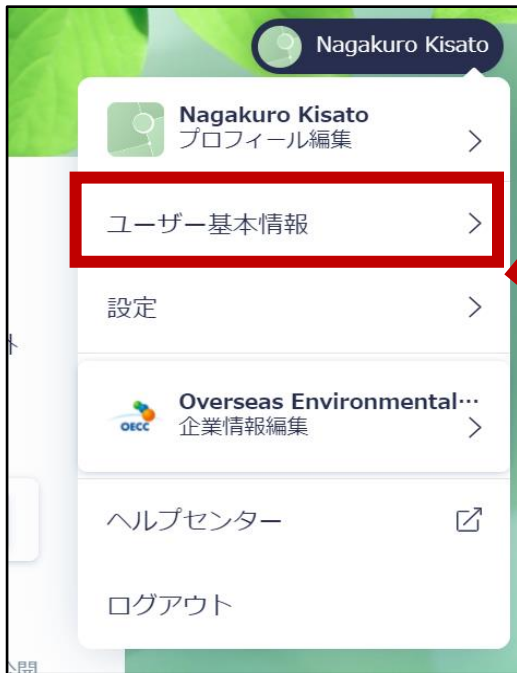 Nagakuro Kisato
Nagakuro Kisato
プロフィール編集
ユーザー基本情報
設定
ト
Overseas Environmental…
OECC
企業情報編集
ヘルプセンター
ログアウト
開